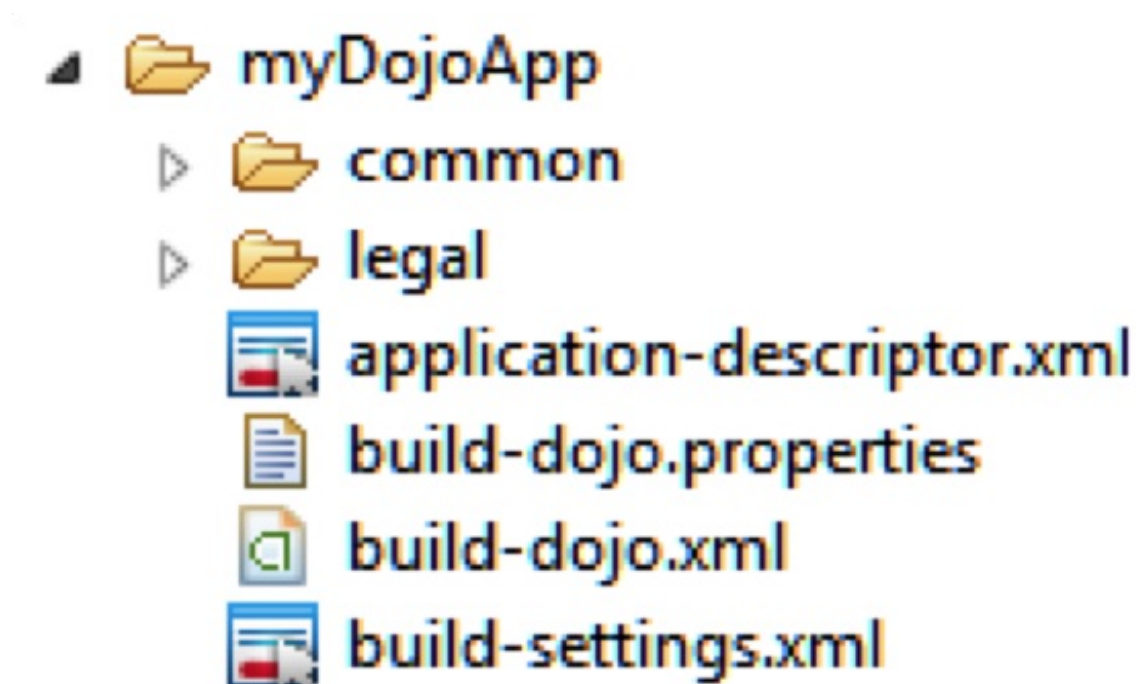 myDojoApp
common
legal
application-descriptor.xml
build-dojo.properties
build-dojo.xml
build-settings.xml